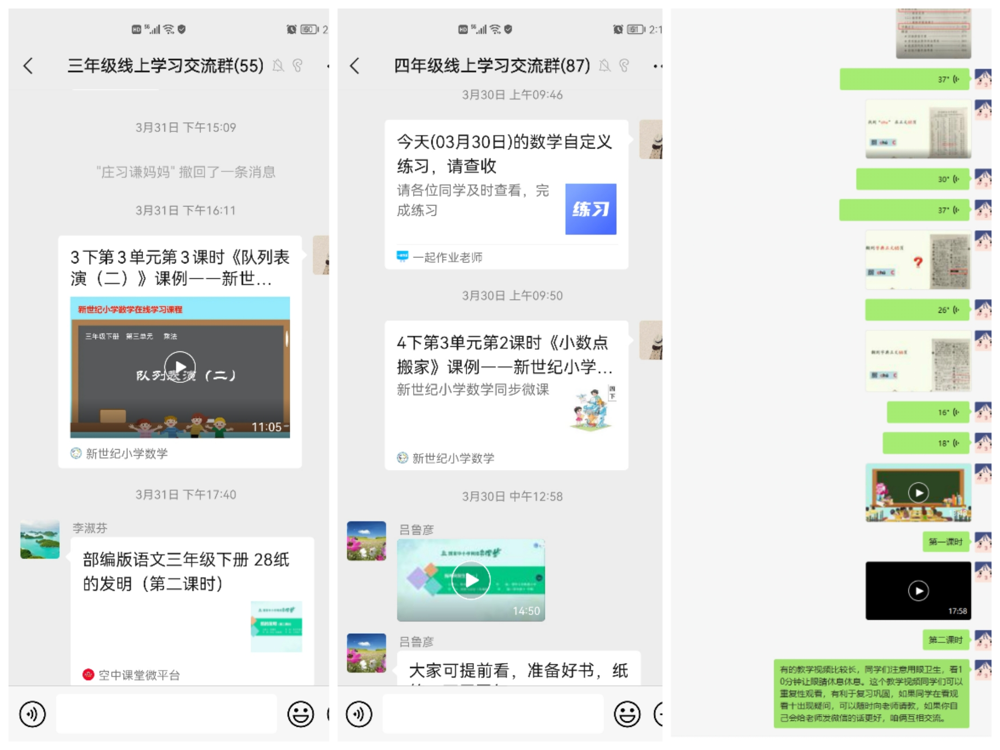 HD 5G 60 2
三年级线上学习交流群(55)
3月31日 下午15:09
"庄习谦妈妈" 撤回了一条消息
3月31日 下午16:11
3下第3单元第3课时《队列表
演（二）》课例——新世...
新世纪小学数学在线学习课程
三年级下册 第三单元 乘法
队列表演（二）
11:05
新世纪小学数学
3月31日 下午17:40
李淑芬
部编版语文三年级下册 28纸
的发明（第二课时）
空中课堂微平台
HD 5G 61 2:1
四年级线上学习交流群(87)
3月30日 上午09:46
今天(03月30日)的数学自定义
练习，请查收
请各位同学及时查看，完
成练习
练习
一起作业老师
3月30日 上午09:50
4下第3单元第2课时《小数点
搬家》课例——新世纪小学...
新世纪小学数学同步微课
四
下
新世纪小学数学
3月30日 中午12:58
吕鲁彦
14:50
吕鲁彦
大家可提前看，准备好书，纸
37"
30"
37"
?
26"
16"
18"
第一课时
17:58
第二课时
有的教学视频比较长，同学们注意用眼卫生，看1
0分钟让眼睛休息休息。这个教学视频同学们可以
重复性观看，有利于复习巩固，如果同学在看观
看十出现疑问，可以随时向老师请教，如果你自
己会给老师发微信的话更好，咱俩互相交流。